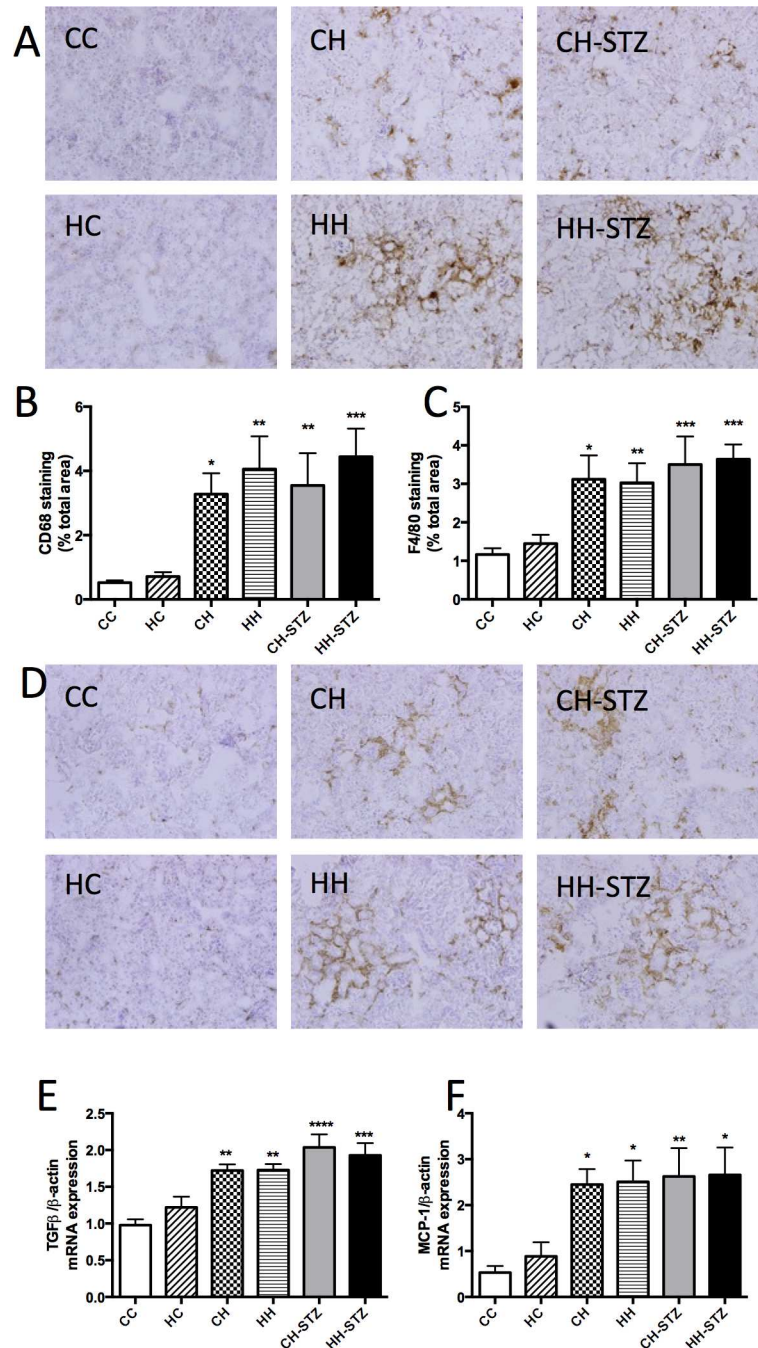 A
CC
CH
CH-STZ
HC
HH
HH-STZ
B
CD68 staining
(% total area)
6
4
2
0
*
**
**
***
CC
HC
CH
HH
CH-STZ
HH-STZ
C
F4/80 staining
(% total area)
5
4
3
2
1
0
*
**
***
***
CC
HC
CH
HH
CH-STZ
HH-STZ
D
CC
CH
CH-STZ
HC
HH
HH-STZ
E
TGFβ/β-actin
mRNA expression
2.5
2.0
1.5
1.0
0.5
0.0
**
**
****
***
CC
HC
CH
HH
CH-STZ
HH-STZ
F
MCP-1/β-actin
mRNA expression
4
3
2
1
0
*
*
**
*
CC
HC
CH
HH
CH-STZ
HH-STZ